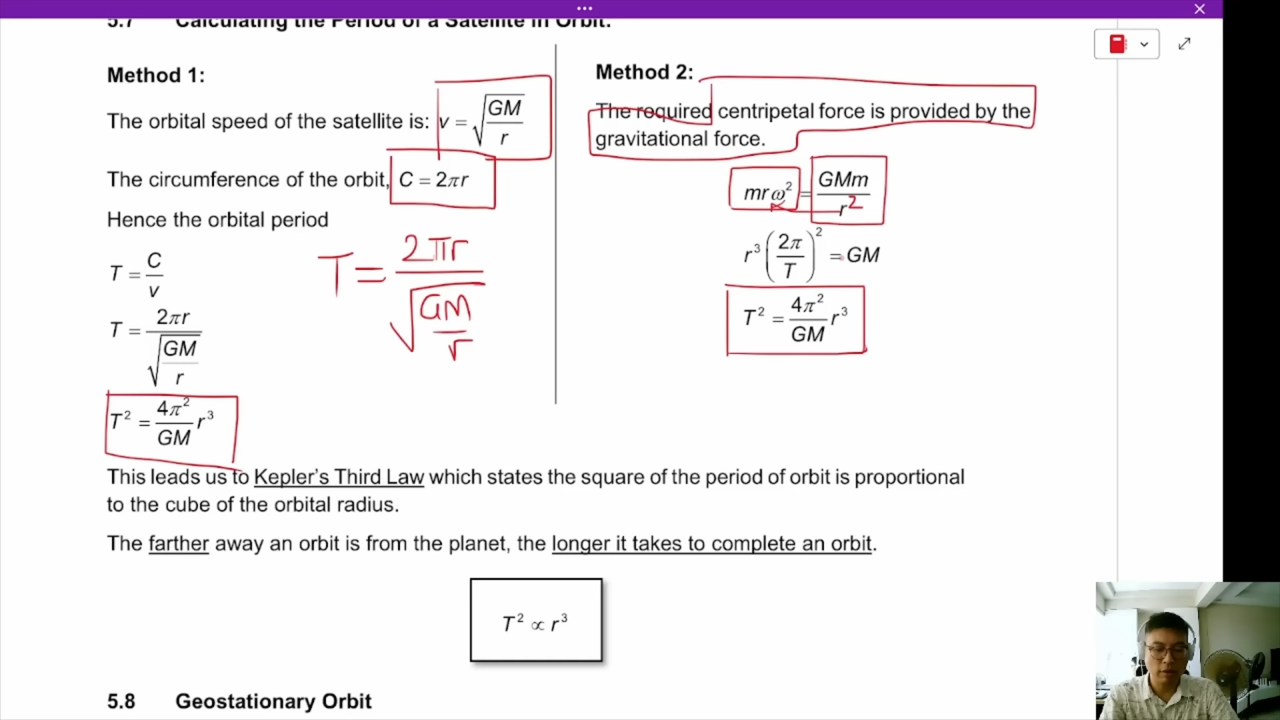 5.7 Calculating the Period of a Satellite in Orbit:
Method 1:
The orbital speed of the satellite is: v = √(GM/r)
The circumference of the orbit, C = 2πr
Hence the orbital period
T = C/v
T = 2πr/√(GM/r)
T² = 4π²/GM r³
T = 2πr/√(GM/r)
Method 2:
The required centripetal force is provided by the
gravitational force.
mrω² = GMm/r²
r³(2π/T)² = GM
T² = 4π²/GM r³
This leads us to Kepler's Third Law which states the square of the period of orbit is proportional
to the cube of the orbital radius.
The farther away an orbit is from the planet, the longer it takes to complete an orbit.
T² ∝ r³
5.8 Geostationary Orbit